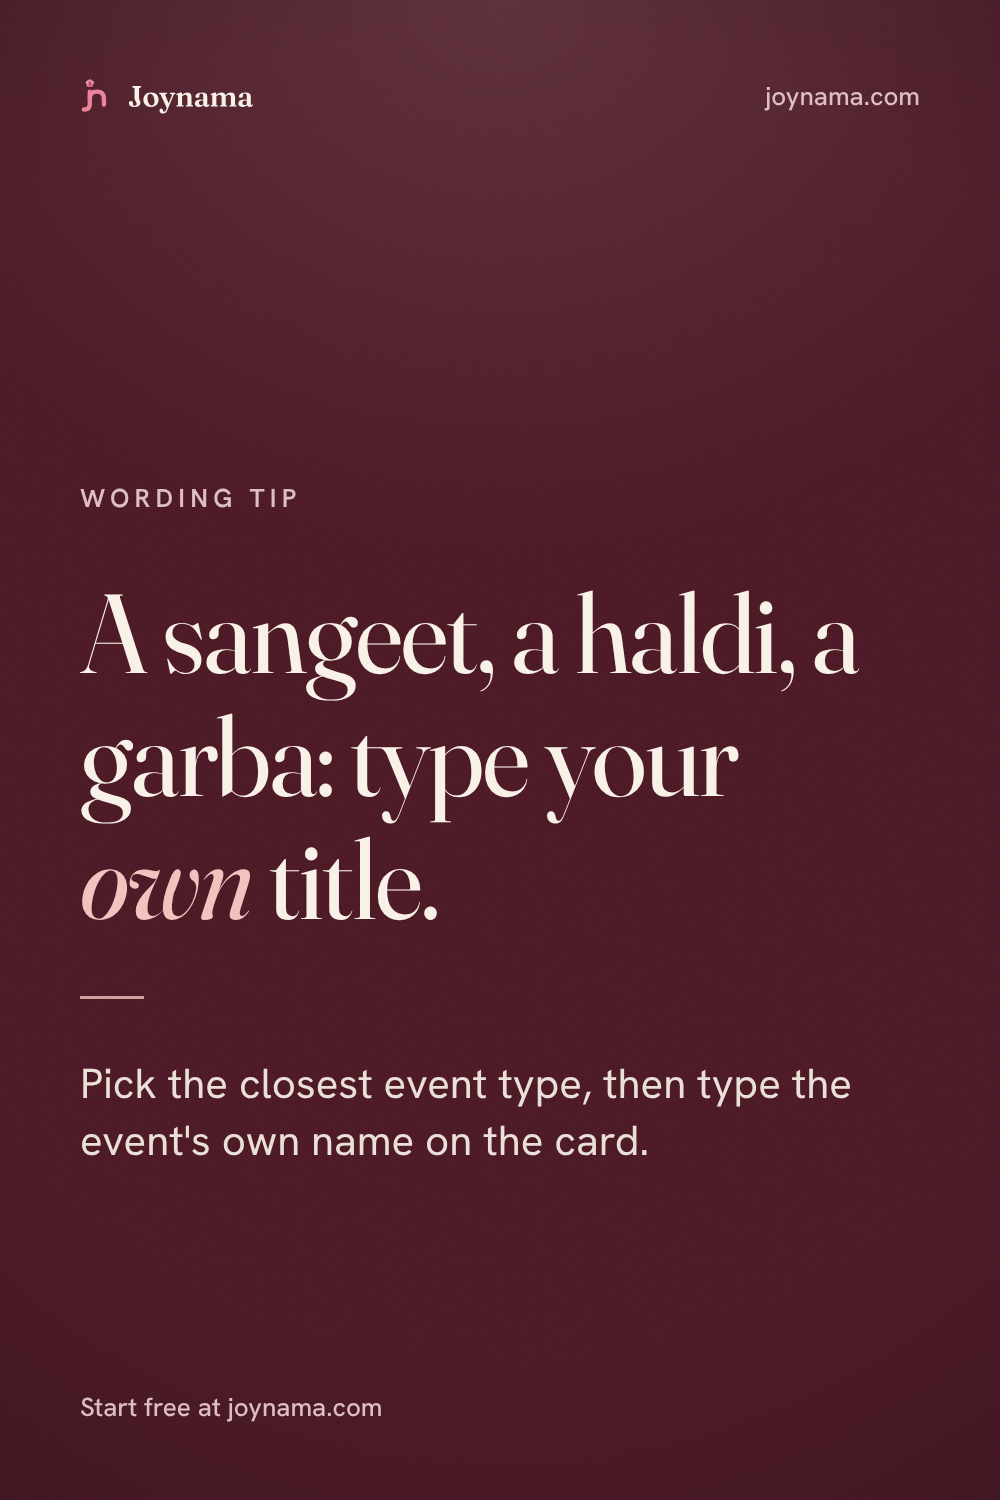 Joynama
joynama.com
WORDING TIP
A sangeet, a haldi, a
garba: type your
own title.
Pick the closest event type, then type the
event's own name on the card.
Start free at joynama.com